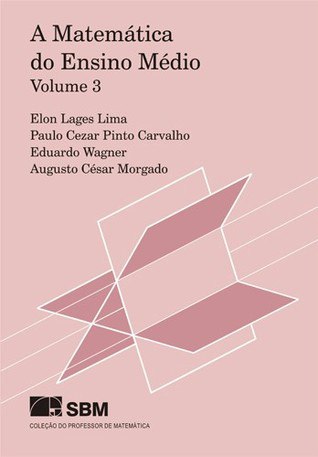 A Matemática
do Ensino Médio
Volume 3
Elon Lages Lima
Paulo Cezar Pinto Carvalho
Eduardo Wagner
Augusto César Morgado
SBM
COLEÇÃO DO PROFESSOR DE MATEMÁTICA